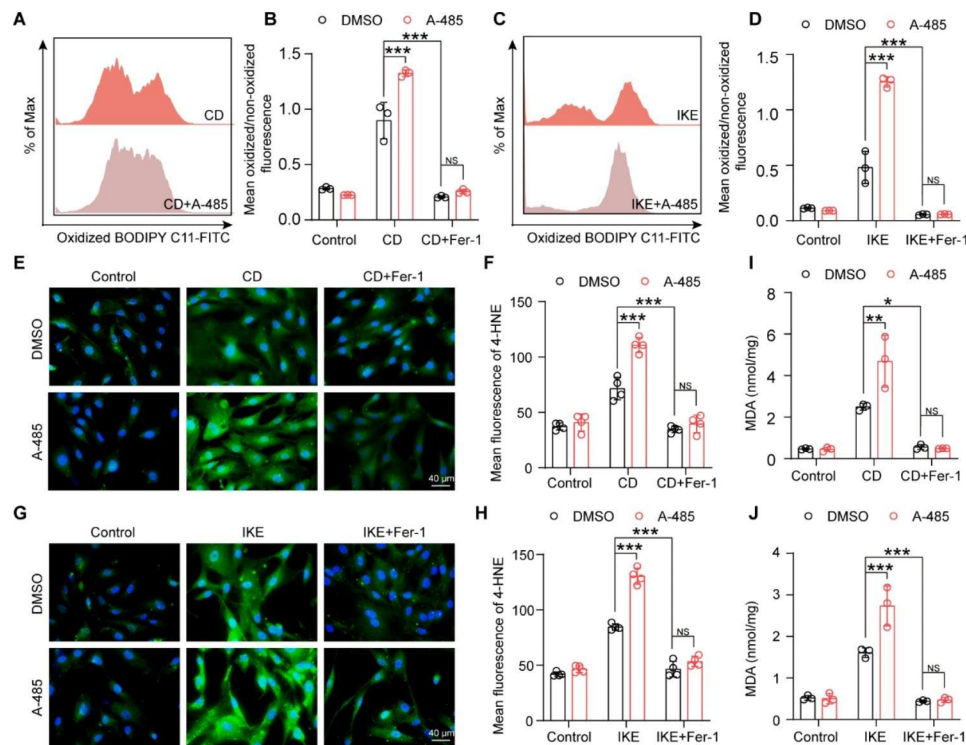 A
% of Max
CD
CD+A-485
Oxidized BODIPY C11-FITC
B
DMSO A-485
Mean oxidized/non-oxidized
fluorescence
1.5
1.0
0.5
0.0
***
***
NS
Control CD CD+Fer-1
C
% of Max
IKE
IKE+A-485
Oxidized BODIPY C11-FITC
D
DMSO A-485
Mean oxidized/non-oxidized
fluorescence
1.5
1.0
0.5
0.0
***
***
NS
Control IKE IKE+Fer-1
E
Control CD CD+Fer-1
DMSO
A-485
40 μm
F
DMSO A-485
Mean fluorescence of 4-HNE
150
100
50
0
***
***
NS
Control CD CD+Fer-1
I
DMSO A-485
MDA (nmol/mg)
8
6
4
2
0
*
**
NS
Control CD CD+Fer-1
G
Control IKE IKE+Fer-1
DMSO
A-485
40 μm
H
DMSO A-485
Mean fluorescence of 4-HNE
150
100
50
0
***
***
NS
Control IKE IKE+Fer-1
J
DMSO A-485
MDA (nmol/mg)
4
3
2
1
0
***
***
NS
Control IKE IKE+Fer-1